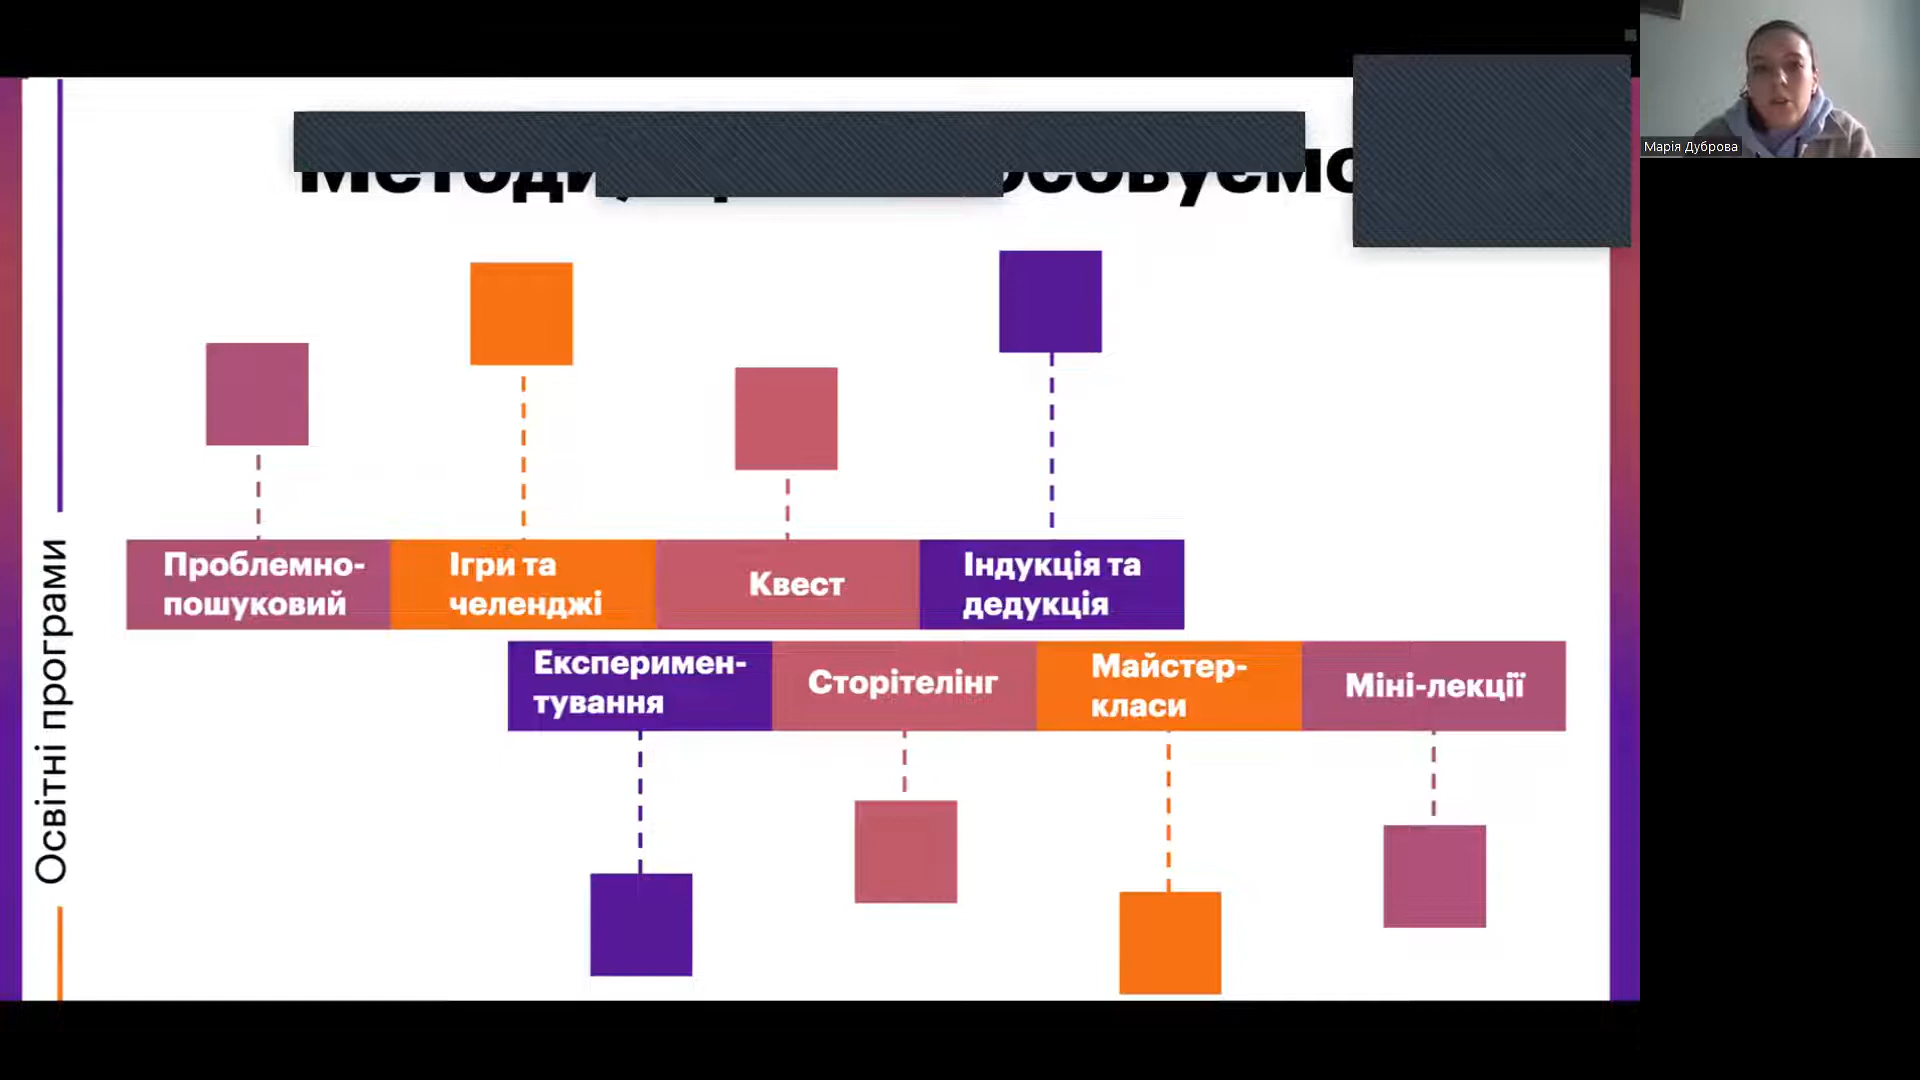 Марія Дуброва
Освітні програми
Проблемно-
пошуковий
Ігри та
челенджі
Квест
Індукція та
дедукція
Експеримен-
тування
Сторітелінг
Майстер-
класи
Міні-лекції